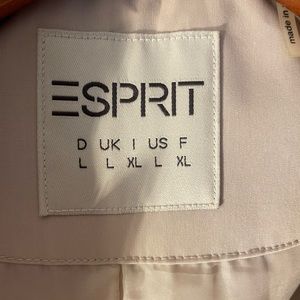 ESPRIT
D UK I US F
L L XL L XL
made in